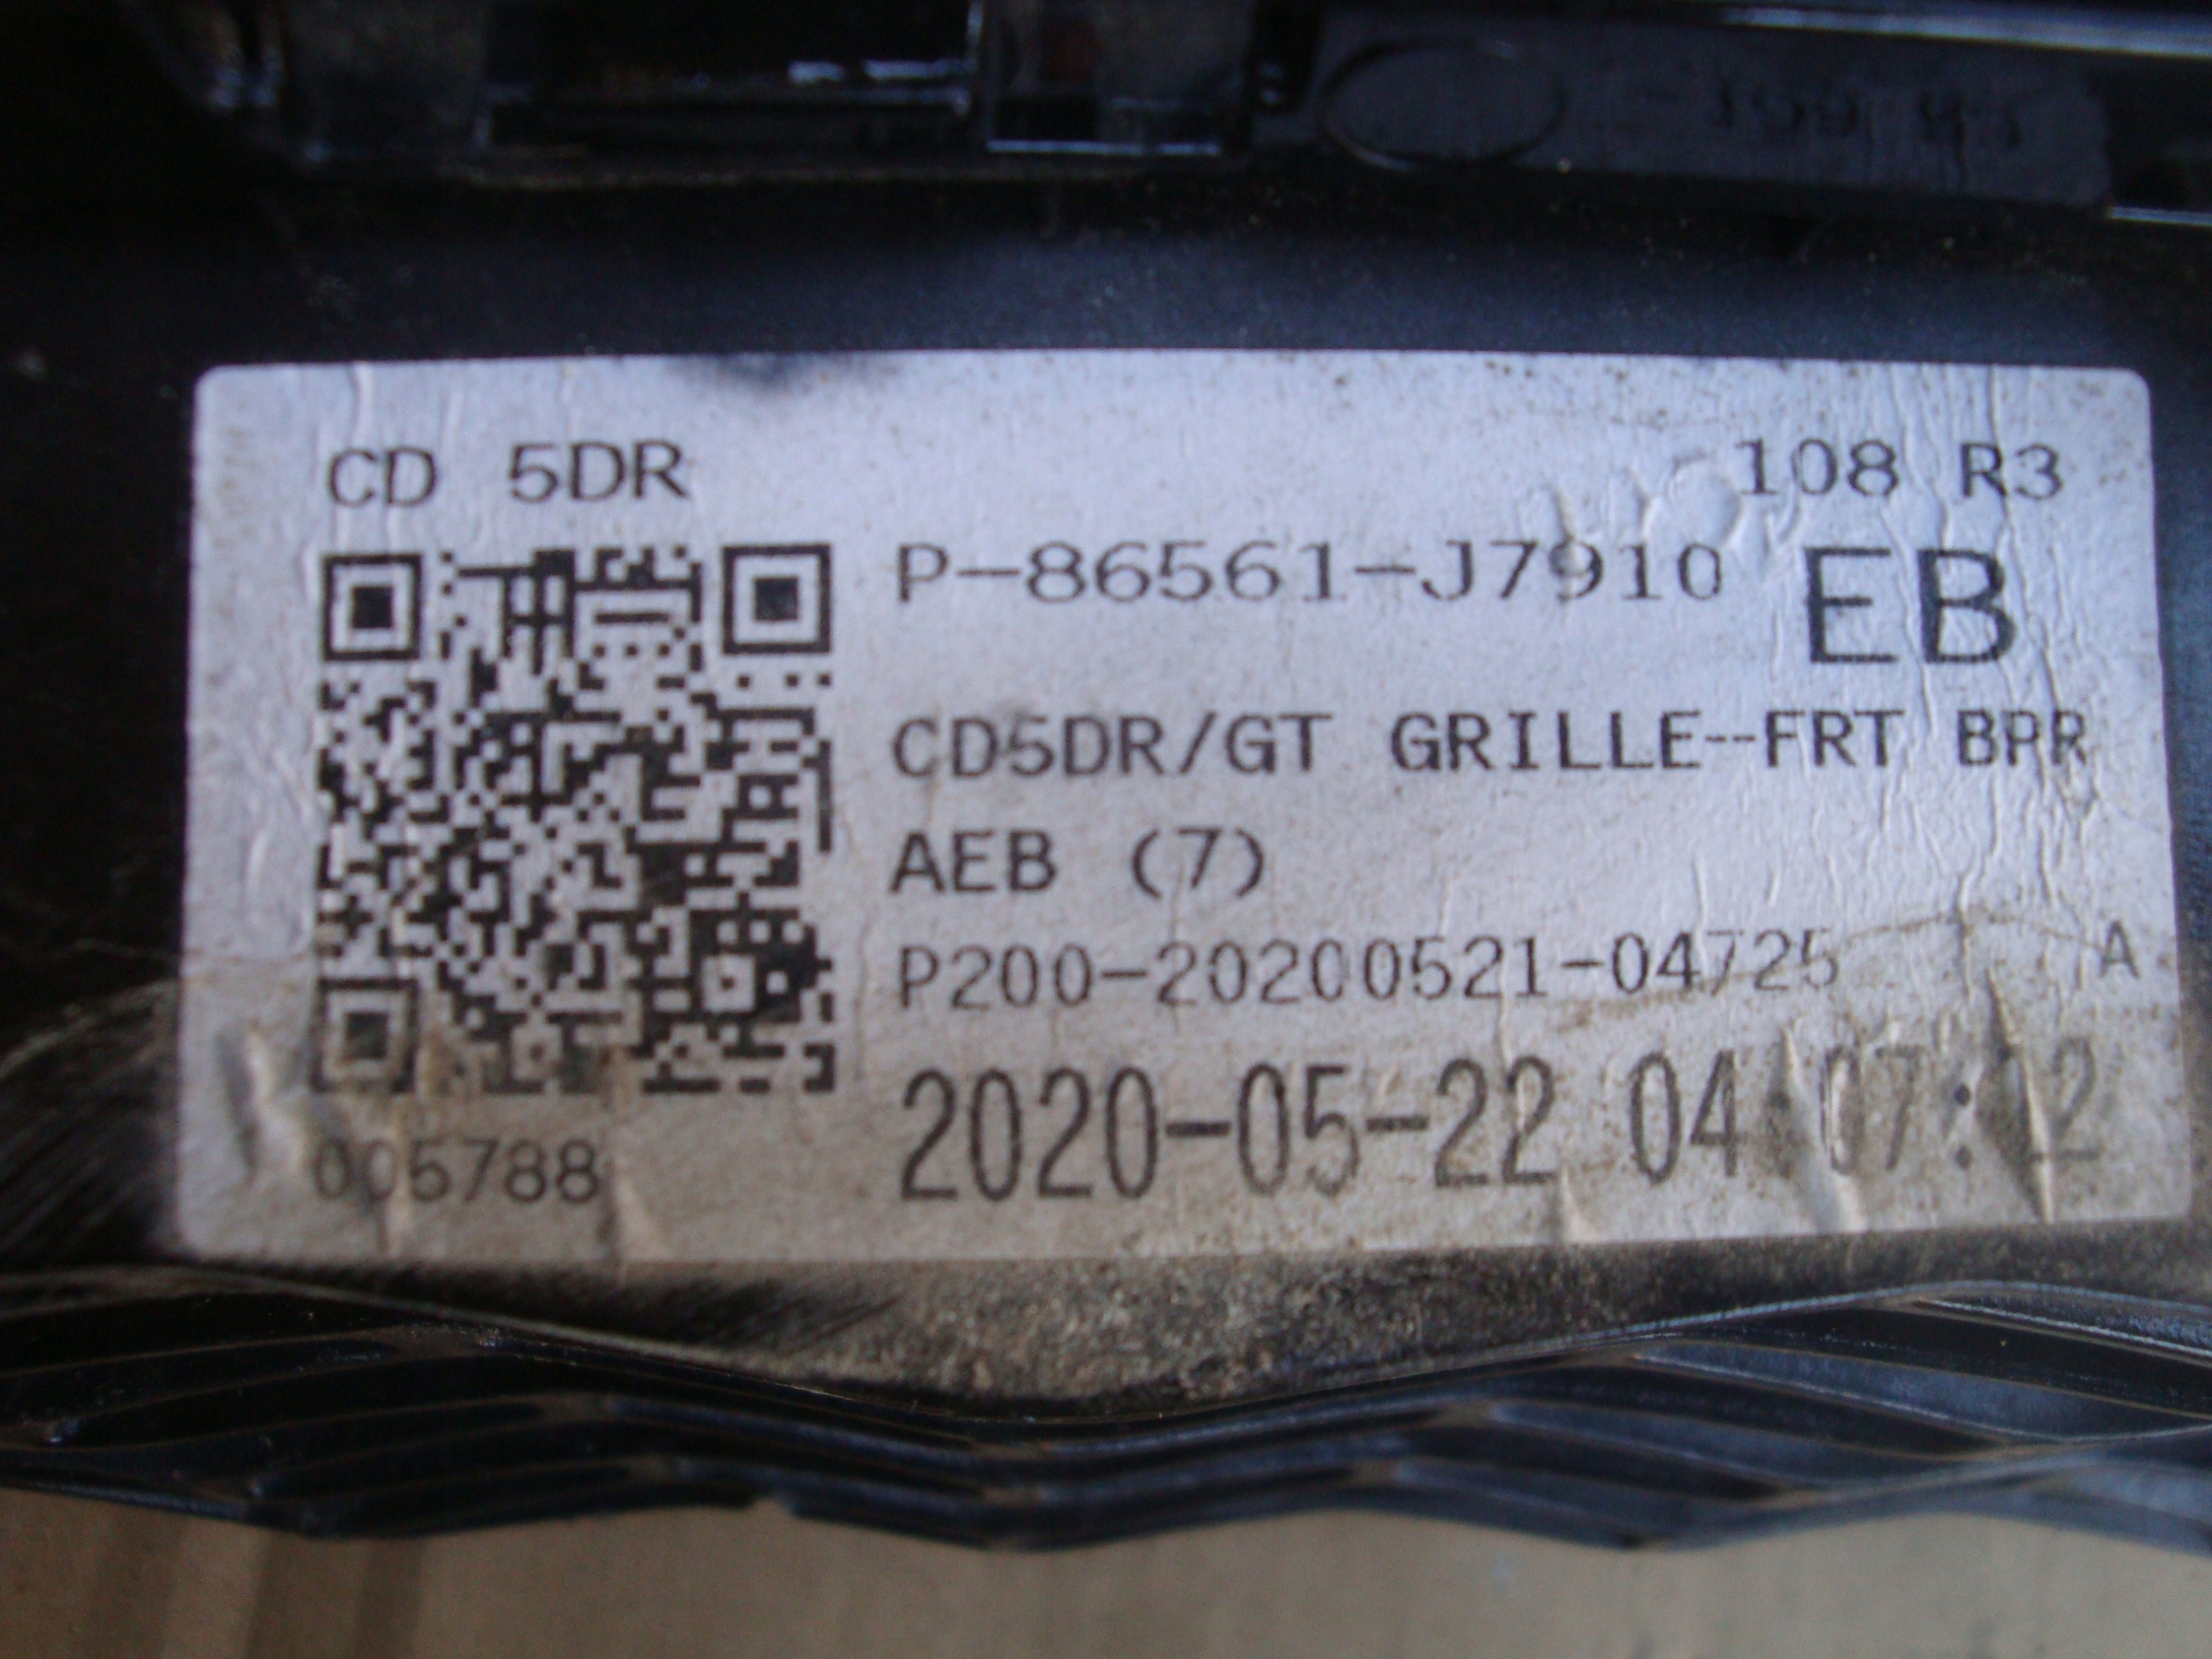 CD 5DR 108 R3
P-86561-J7910 EB
CD5DR/GT GRILLE--FRT BPR
AEB (7)
P200-20200521-04725 A
2020-05-22
005788